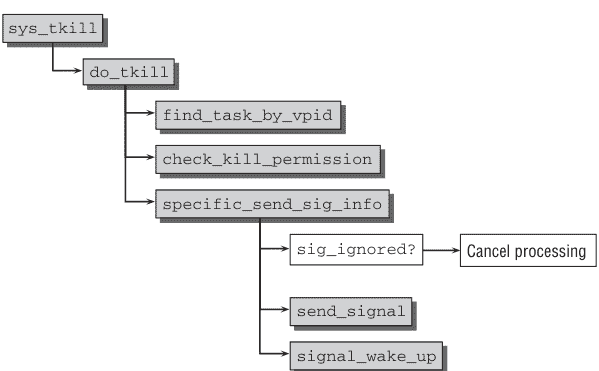 sys_tkill
do_tkill
find_task_by_vpid
check_kill_permission
specific_send_sig_info
sig_ignored?
Cancel processing
send_signal
signal_wake_up